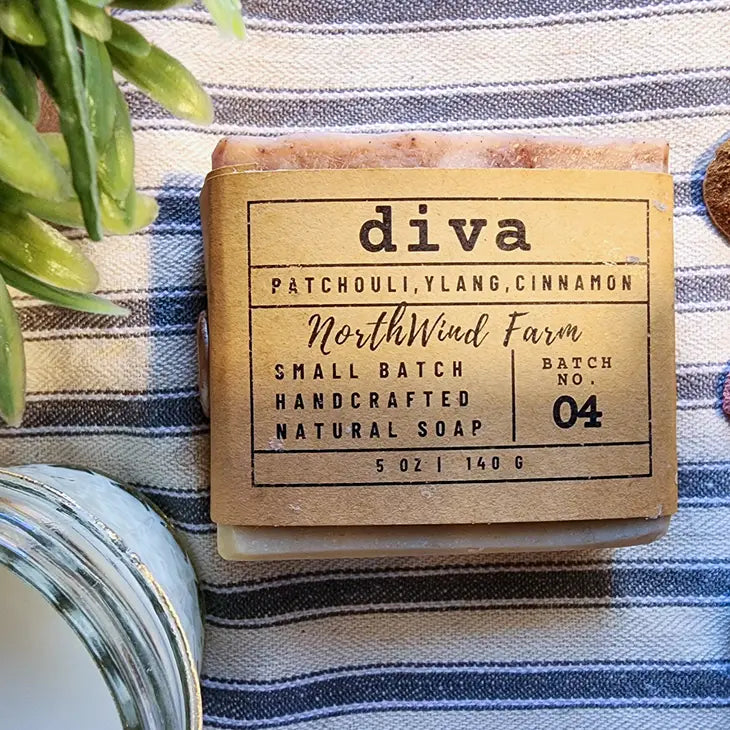 diva
PATCHOULI,YLANG,CINNAMON
NorthWind Farm
SMALL BATCH
HANDCRAFTED
NATURAL SOAP
BATCH
NO.
04
5 OZ | 140 G